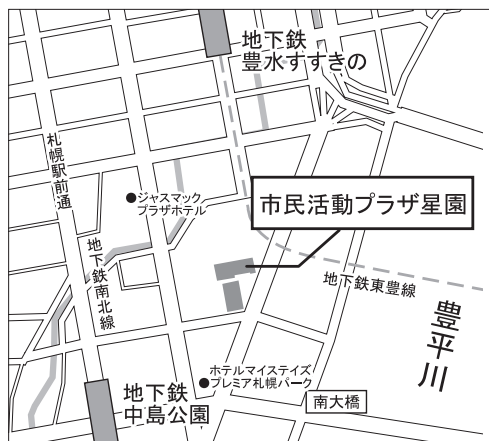 地下鉄
豊水すすきの
札幌駅前通
●ジャスマック
プラザホテル
市民活動プラザ星園
地下鉄南北線
地下鉄東豊線
豊平川
ホテルマイステイズ
●プレミア札幌パーク
地下鉄
中島公園
南大橋